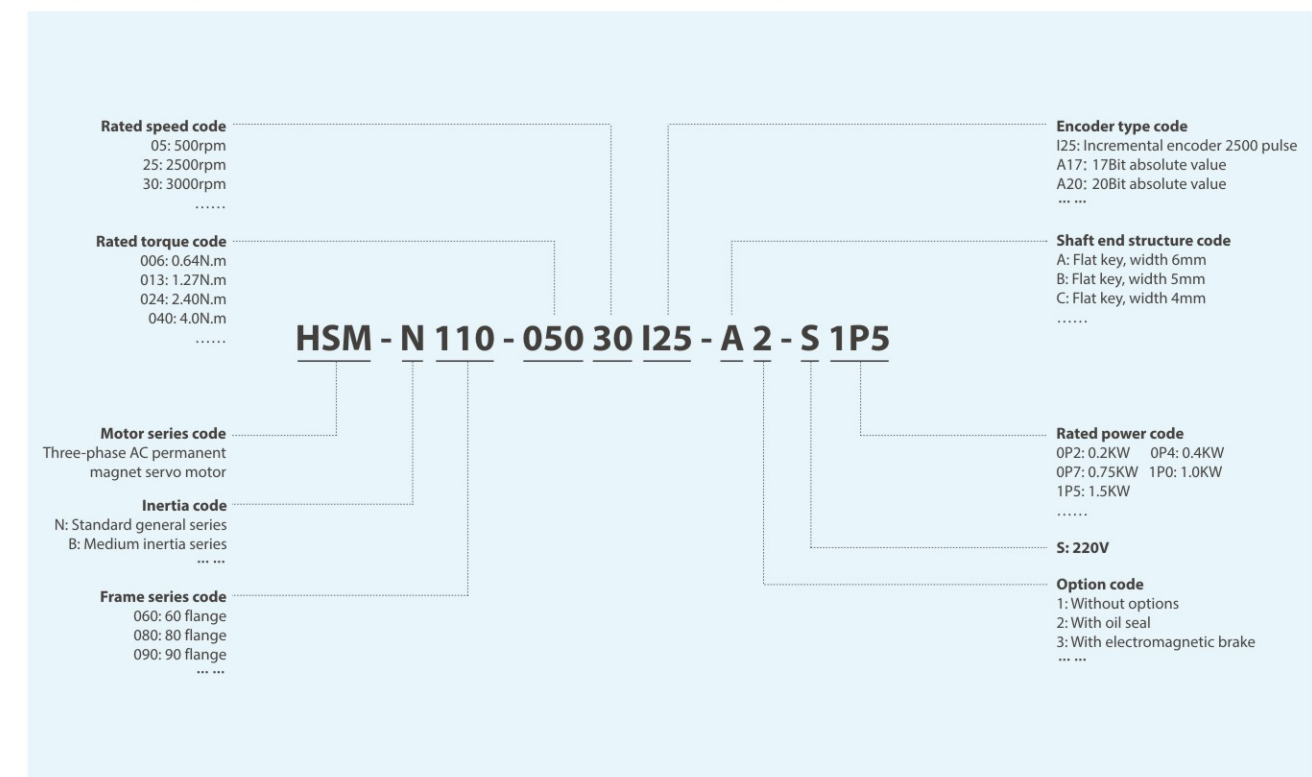 Rated speed code
05: 500rpm
25: 2500rpm
30: 3000rpm
......
Rated torque code
006: 0.64N.m
013: 1.27N.m
024: 2.40N.m
040: 4.0N.m
......
Encoder type code
I25: Incremental encoder 2500 pulse
A17: 17Bit absolute value
A20: 20Bit absolute value
... ...
Shaft end structure code
A: Flat key, width 6mm
B: Flat key, width 5mm
C: Flat key, width 4mm
......
HSM - N 110 - 050 30 I25 - A 2 - S 1P5
Motor series code
Three-phase AC permanent
magnet servo motor
Inertia code
N: Standard general series
B: Medium inertia series
... ...
Frame series code
060: 60 flange
080: 80 flange
090: 90 flange
... ...
Rated power code
0P2: 0.2KW 0P4: 0.4KW
0P7: 0.75KW 1P0: 1.0KW
1P5: 1.5KW
......
S: 220V
Option code
1: Without options
2: With oil seal
3: With electromagnetic brake
... ...